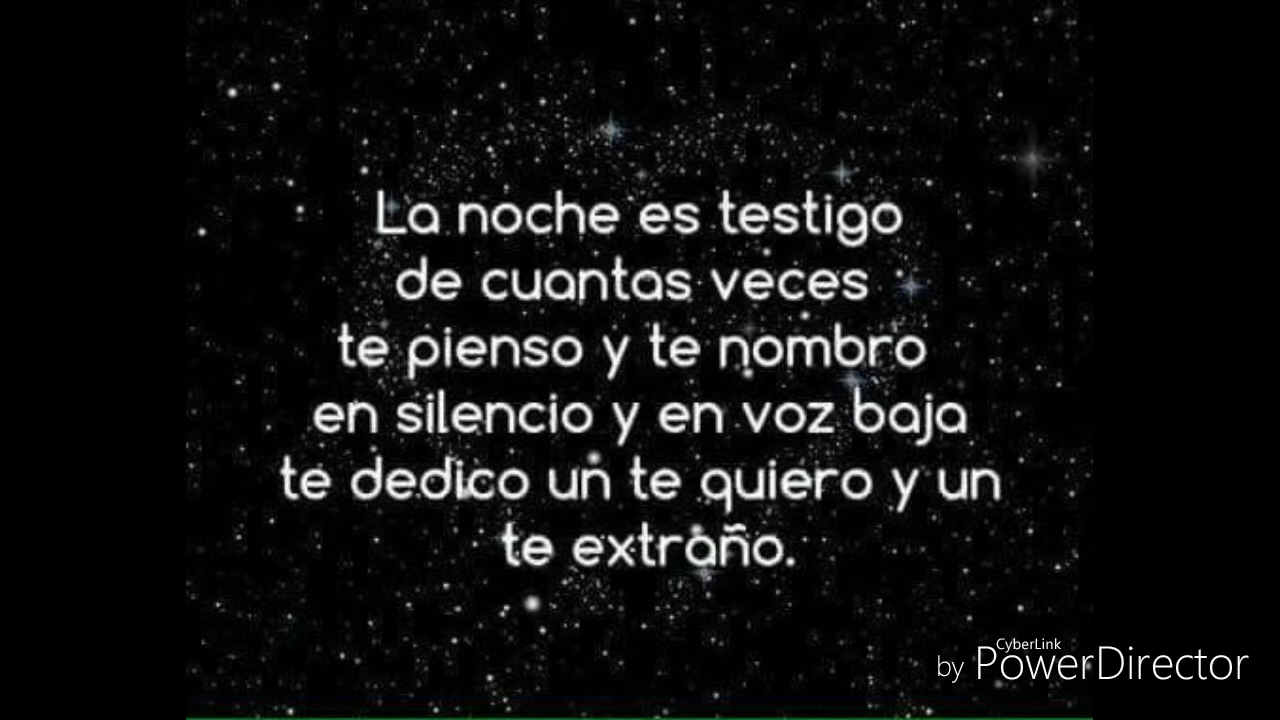 La noche es testigo
de cuantas veces
te pienso y te nombro
en silencio y en voz baja
te dedico un te quiero y un
te extraño.
CyberLink
by PowerDirector